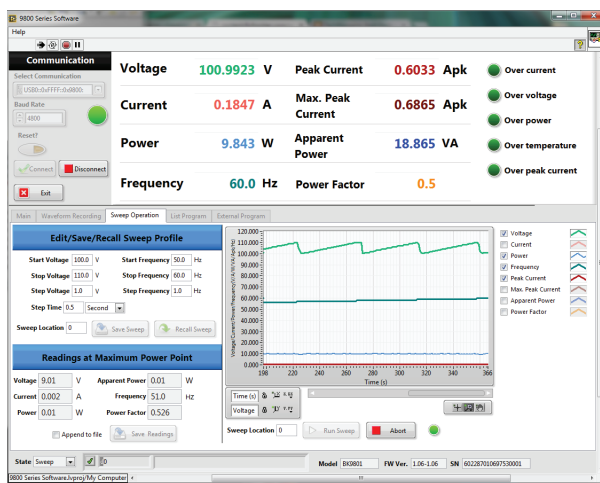 9800 Series Software
Help
Communication
Select Communication
USB0::0xFFFF::0x9800:
Baud Rate
4800
Reset?
Connect Disconnect
Exit
Voltage 100.9923 V Peak Current 0.6033 Apk
Current 0.1847 A Max. Peak Current 0.6865 Apk
Power 9.843 W Apparent Power 18.865 VA
Frequency 60.0 Hz Power Factor 0.5
Over current
Over voltage
Over power
Over temperature
Over peak current
Main Waveform Recording Sweep Operation List Program External Program
Edit/Save/Recall Sweep Profile
Start Voltage 100.0 V Start Frequency 50.0 Hz
Stop Voltage 110.0 V Stop Frequency 60.0 Hz
Step Voltage 1.0 V Step Frequency 1.0 Hz
Step Time 0.5 Second
Sweep Location 0 Save Sweep Recall Sweep
Readings at Maximum Power Point
Voltage 9.01 V Apparent Power 0.01 W
Current 0.002 A Frequency 51.0 HZ
Power 0.01 W Power Factor 0.526
Append to file Save Readings
Voltage/Current/Power/Frequency(V/A/W/VA/Apk/Hz)
120.000
110.000
100.000
90.000
80.000
70.000
60.000
50.000
40.000
30.000
20.000
10.000
0.000
198 220 240 260 280 300 320 340 366
Time (s)
Voltage
Current
Power
Frequency
Peak Current
Max. Peak Current
Apparent Power
Power Factor
Time (s)
Voltage
Sweep Location 0 Run Sweep Abort
State Sweep 0
Model BK9801 FW Ver. 1.06-1.06 SN 602287010697530001
9800 Series Software.lvproj/My Computer